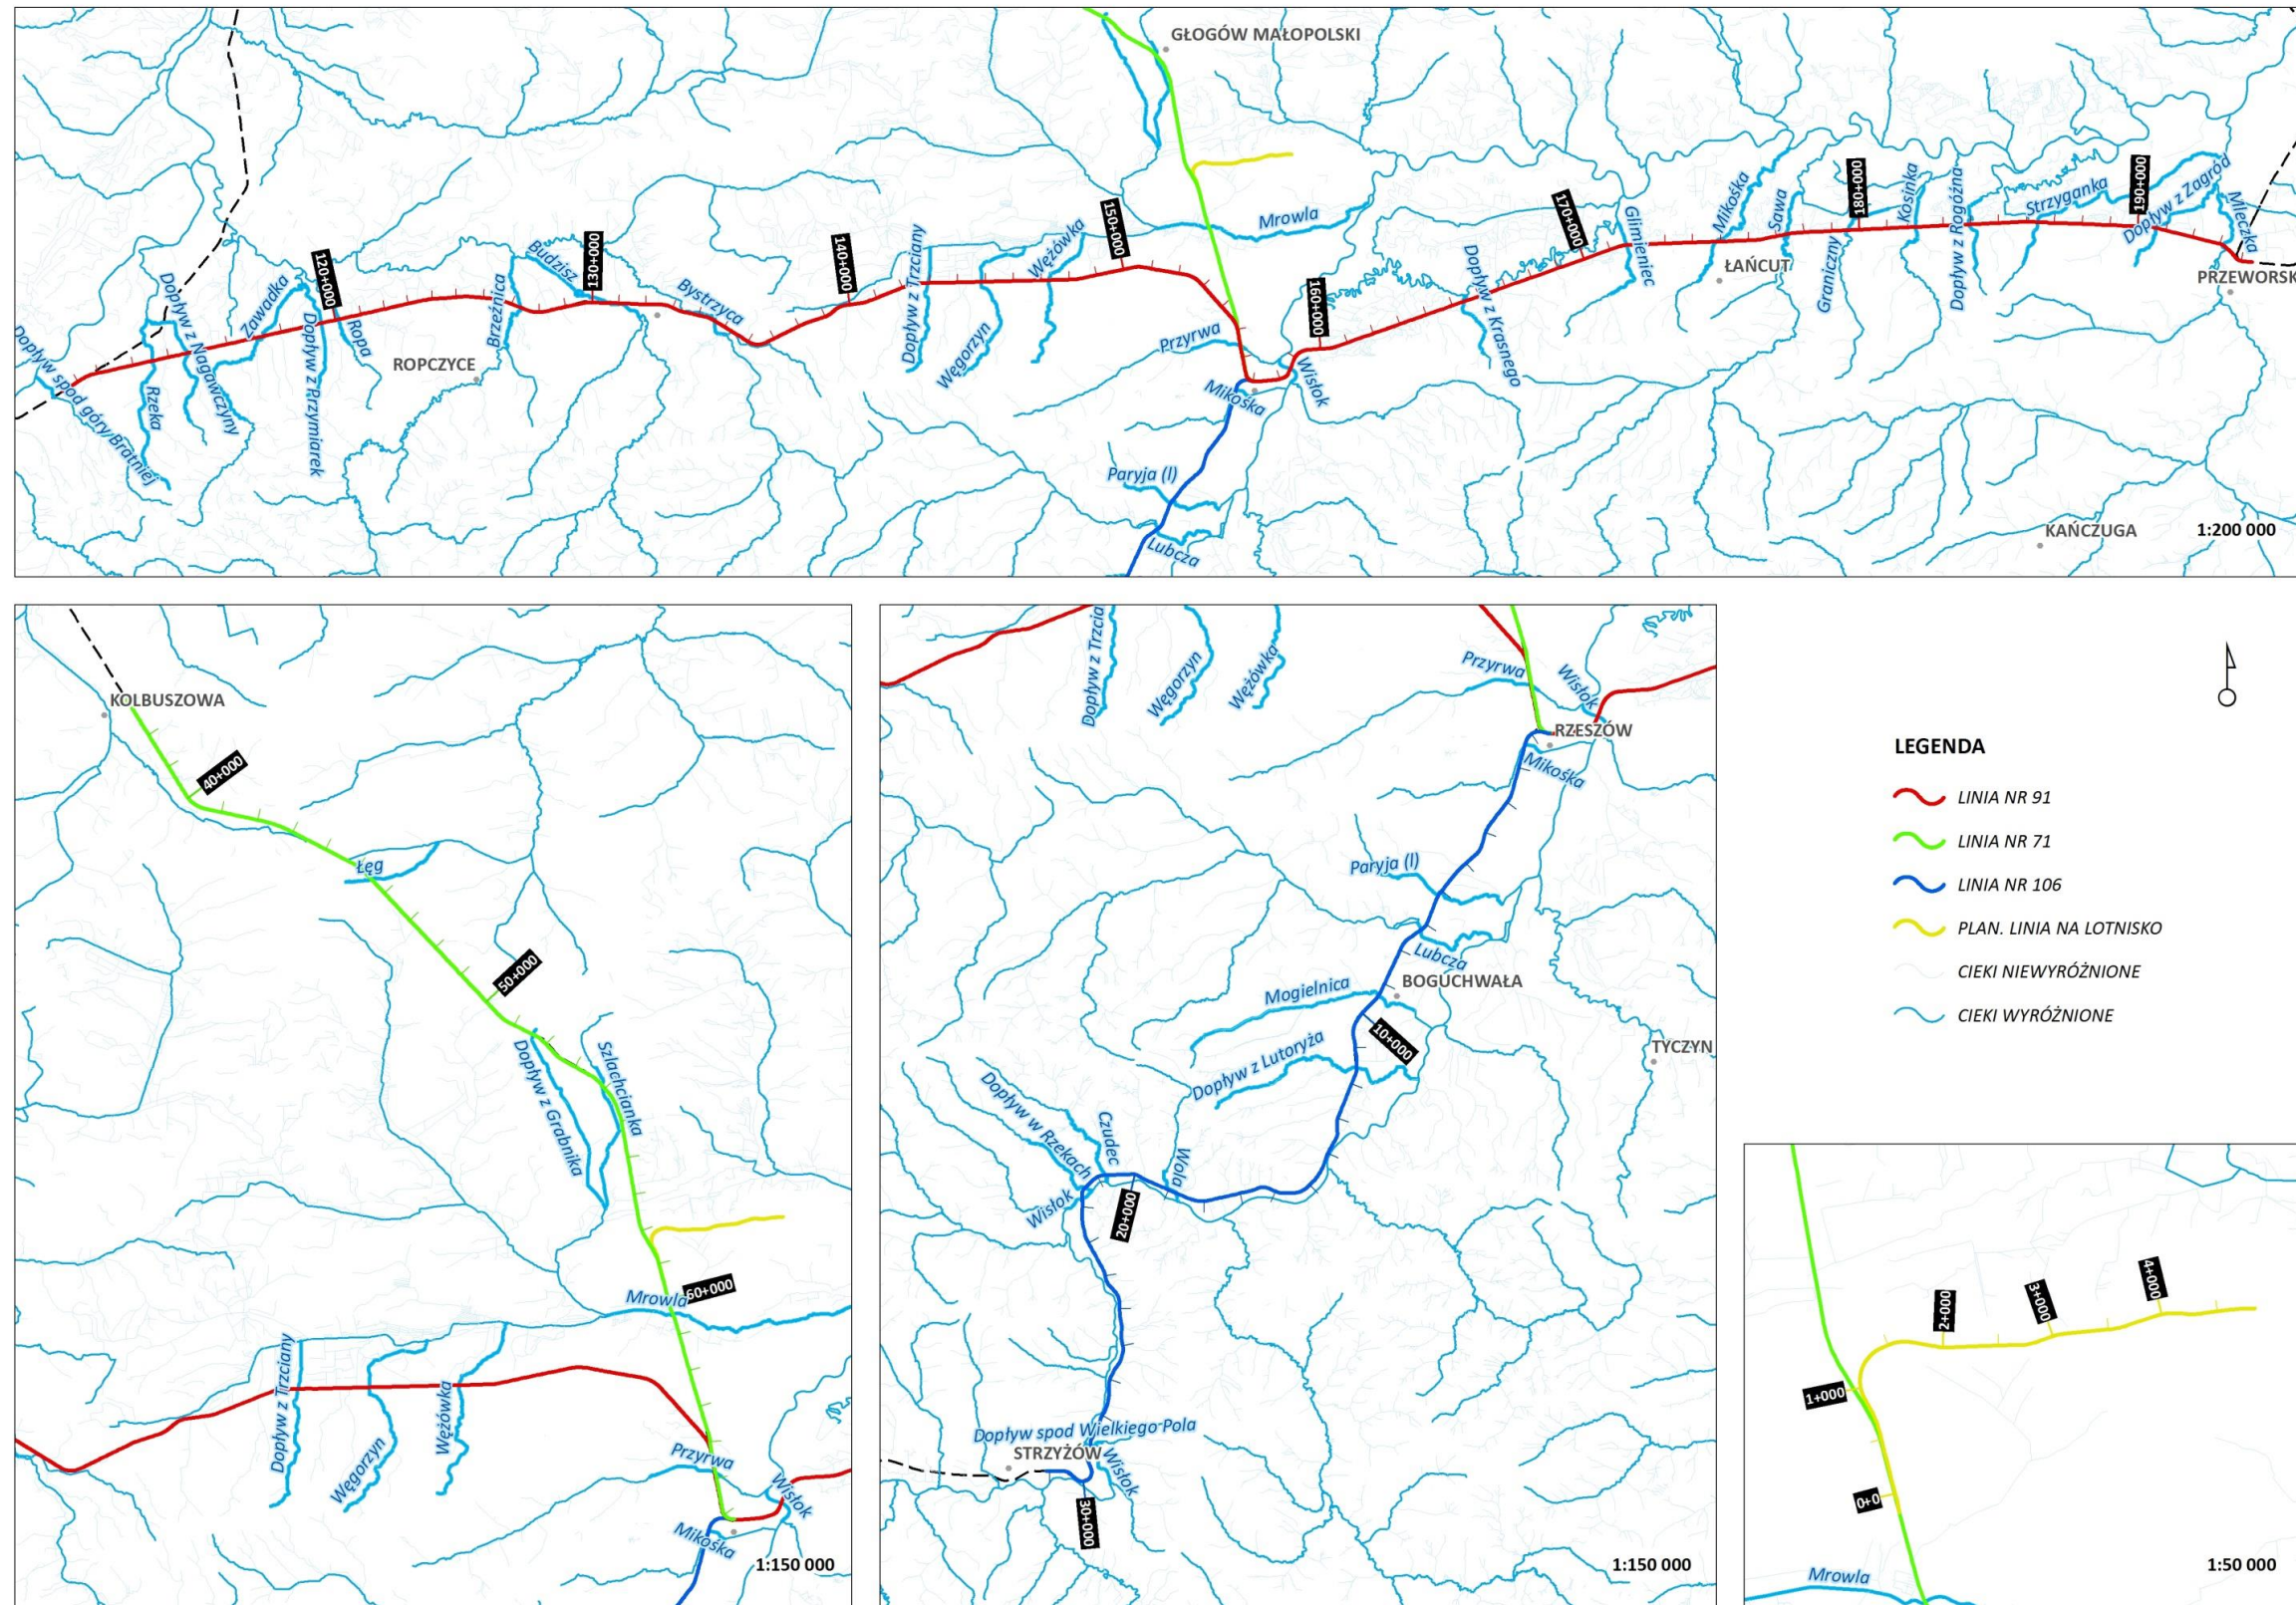 GŁOGÓW MAŁOPOLSKI
Dopływ spod góry Bratniej
Rzeka
Dopływ z Nagawczyny
Zawadka
120+000
Dopływ z Przymiarek
Ropa
ROPCZYCE
Brzeźnica
Budzisz
130+000
Bystrzyca
140+000
Dopływ z Trzciany
Węgorzyn
Wężówka
150+000
Mrowla
Przyrwa
Mikośka
Wisłok
160+000
Paryja (I)
Lubcza
Dopływ z Krasnego
170+000
Glimieniec
Mikośka
ŁAŃCUT
Sawa
Graniczny
180+000
Kosinka
Dopływ z Rogóżna
Strzyganka
190+000
Dopływ z Zagród
Mleczka
PRZEWORSK
KAŃCZUGA
1:200 000
KOLBUSZOWA
40+000
Łęg
50+000
Dopływ z Grabnika
Szlachcianka
Mrowla
60+000
Dopływ z Trzciany
Węgorzyn
Wężówka
Przyrwa
Wisłok
Mikośka
1:150 000
Dopływ z Trzcia
Węgorzyn
Wężówka
Przyrwa
Wisłok
RZESZÓW
Mikośka
Paryja (I)
Lubcza
BOGUCHWAŁA
Mogielnica
10+000
Dopływ z Lutoryża
TYCZYN
Dopływ w Rzekach
Czudec
Wola
Wisłok
20+000
Dopływ spod Wielkiego Pola
STRZYŻÓW
Wisłok
30+000
1:150 000
LEGENDA
LINIA NR 91
LINIA NR 71
LINIA NR 106
PLAN. LINIA NA LOTNISKO
CIEKI NIEWYRÓŻNIONE
CIEKI WYRÓŻNIONE
4+000
3+000
2+000
1+000
0+0
Mrowla
1:50 000